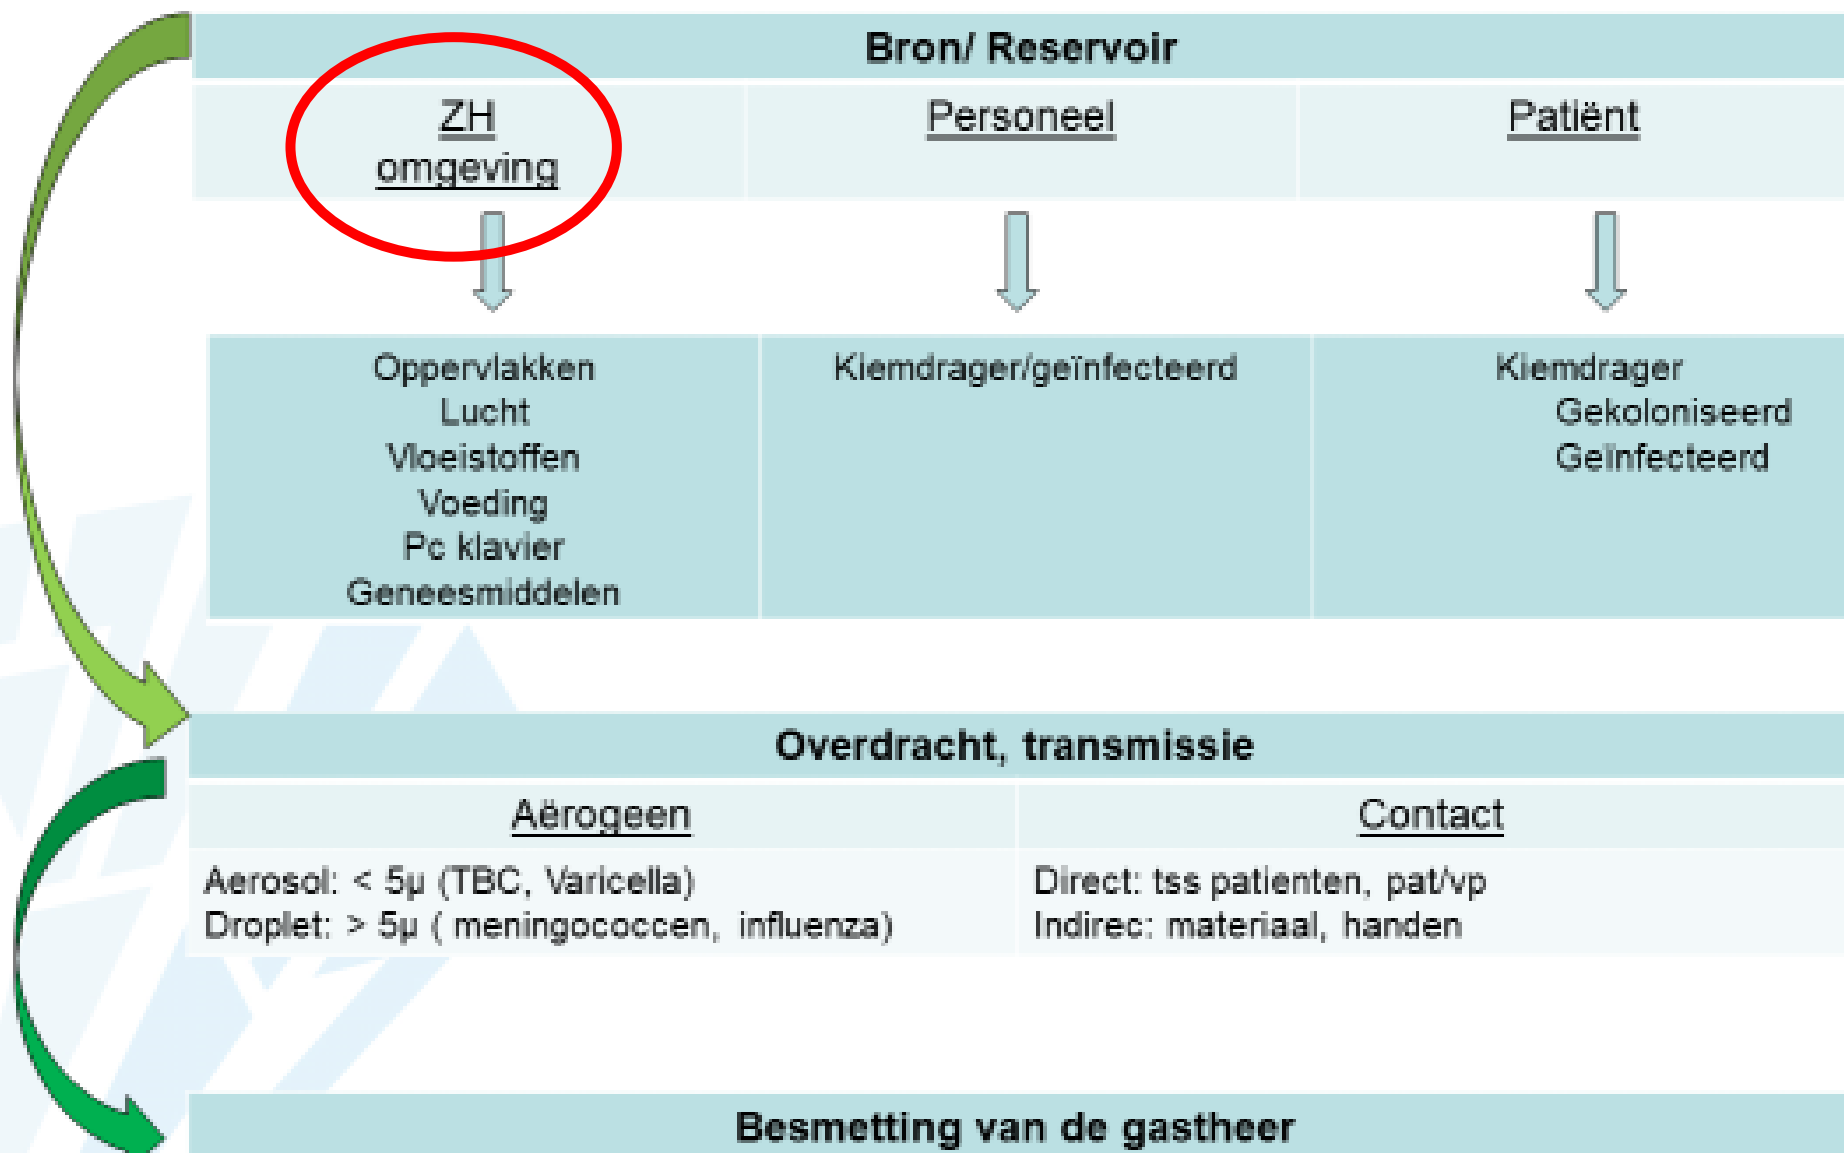 Bron/ Reservoir
ZH
omgeving
Personeel
Patiënt
Oppervlakken
Lucht
Vloeistoffen
Voeding
Pc klavier
Geneesmiddelen
Kiemdrager/geïnfecteerd
Kiemdrager
Gekoloniseerd
Geïnfecteerd
Overdracht, transmissie
Aërogeen
Contact
Aerosol: < 5µ (TBC, Varicella)
Droplet: > 5µ ( meningococcen, influenza)
Direct: tss patienten, pat/vp
Indirec: materiaal, handen
Besmetting van de gastheer